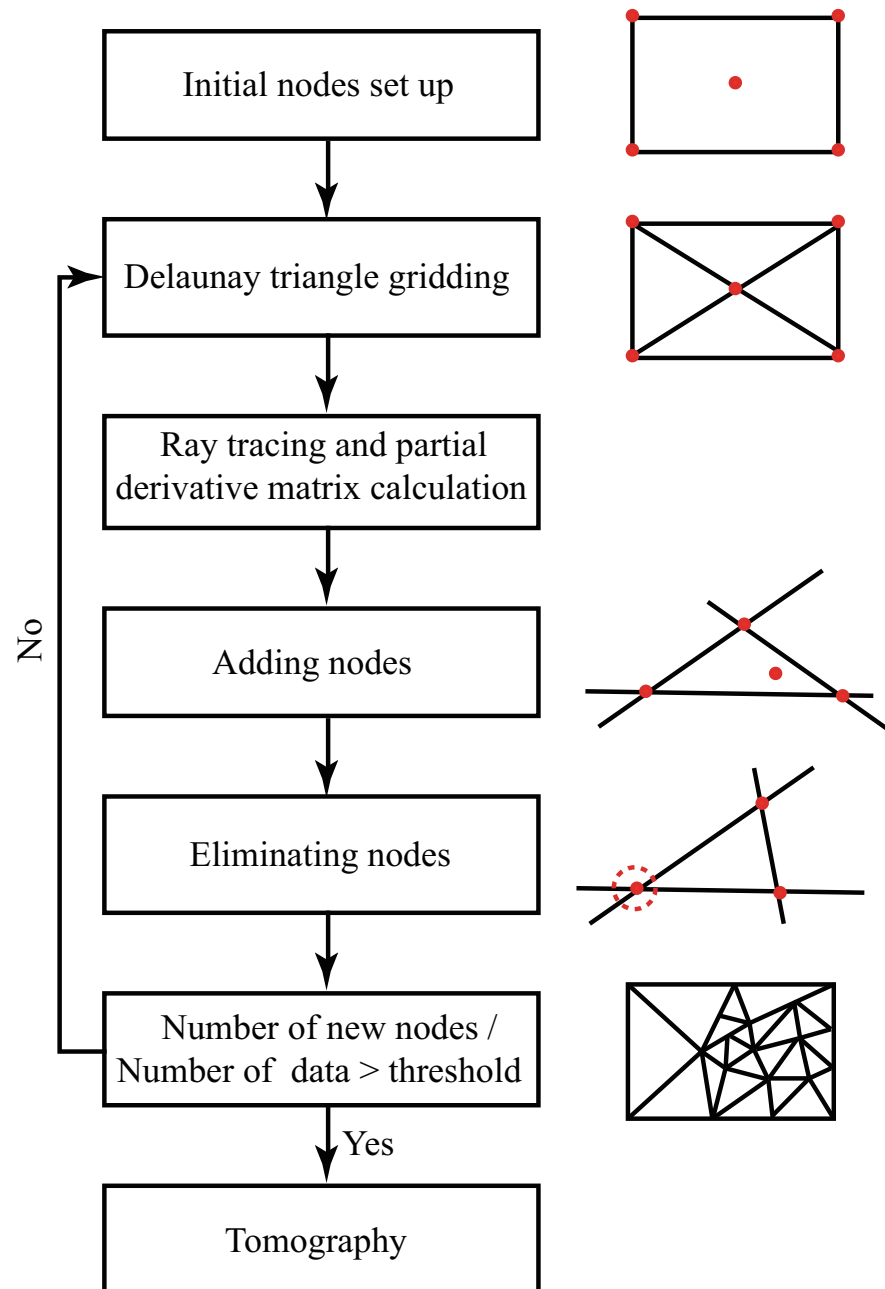 Initial nodes set up
Delaunay triangle gridding
Ray tracing and partial
derivative matrix calculation
Adding nodes
No
Eliminating nodes
Number of new nodes /
Number of data > threshold
Yes
Tomography